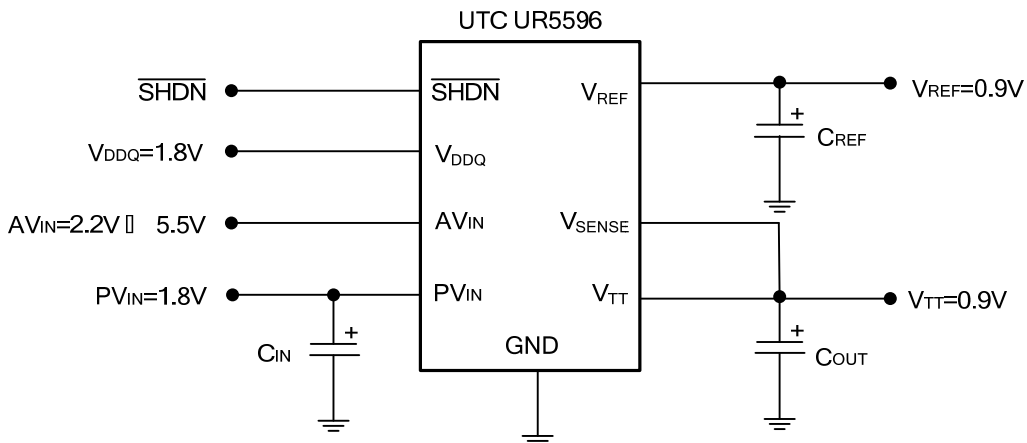 UTC UR5596
SHDN
SHDN
VREF
VREF=0.9V
CREF
VDDQ=1.8V
VDDQ
AVIN=2.2V▯ 5.5V
AVIN
VSENSE
PVIN=1.8V
PVIN
VTT
VTT=0.9V
CIN
GND
COUT
+
+
+